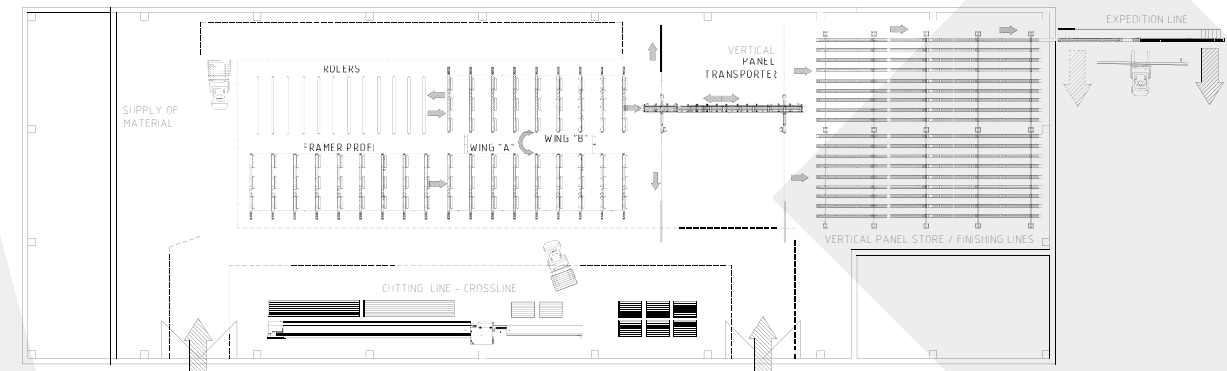 EXPEDITION LINE
VERTICAL
PANEL
TRANSPORTER
ROLERS
SUPPLY OF
MATERIAL
WING "B"
FRAMER PROFI
WING "A"
VERTICAL PANEL STORE / FINISHING LINES
CUTTING LINE - CROSSLINE